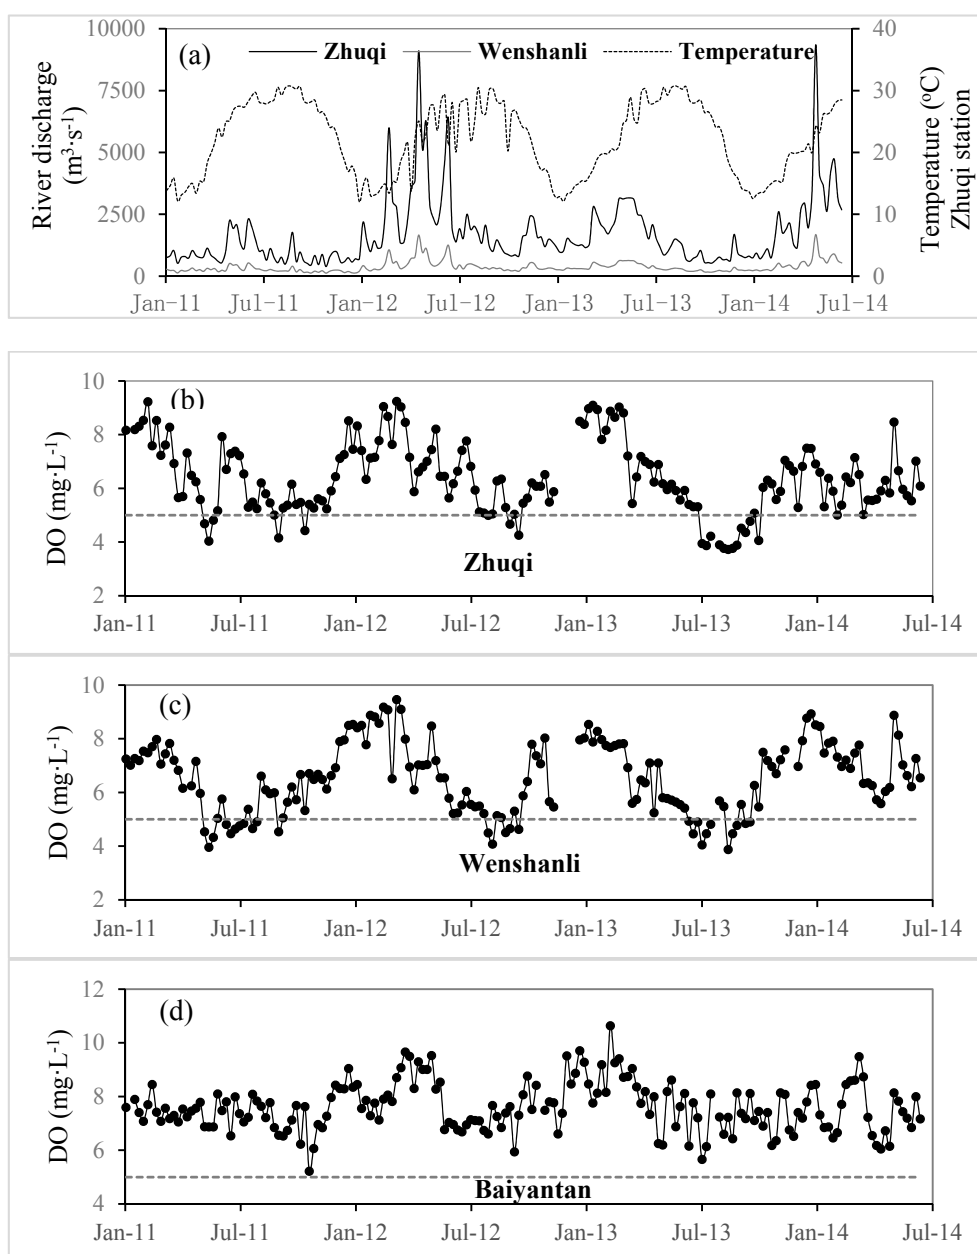 (a) Zhuqi Wenshanli Temperature
River discharge
(m³·s⁻¹)
10000
7500
5000
2500
0
40
30
20
10
0
Temperature (°C)
Zhuqi station
Jan-11 Jul-11 Jan-12 Jul-12 Jan-13 Jul-13 Jan-14 Jul-14
(b)
DO (mg·L⁻¹)
10
8
6
4
2
Zhuqi
Jan-11 Jul-11 Jan-12 Jul-12 Jan-13 Jul-13 Jan-14 Jul-14
(c)
DO (mg·L⁻¹)
10
8
6
4
2
Wenshanli
Jan-11 Jul-11 Jan-12 Jul-12 Jan-13 Jul-13 Jan-14 Jul-14
(d)
DO (mg·L⁻¹)
12
10
8
6
4
Baiyantan
Jan-11 Jul-11 Jan-12 Jul-12 Jan-13 Jul-13 Jan-14 Jul-14